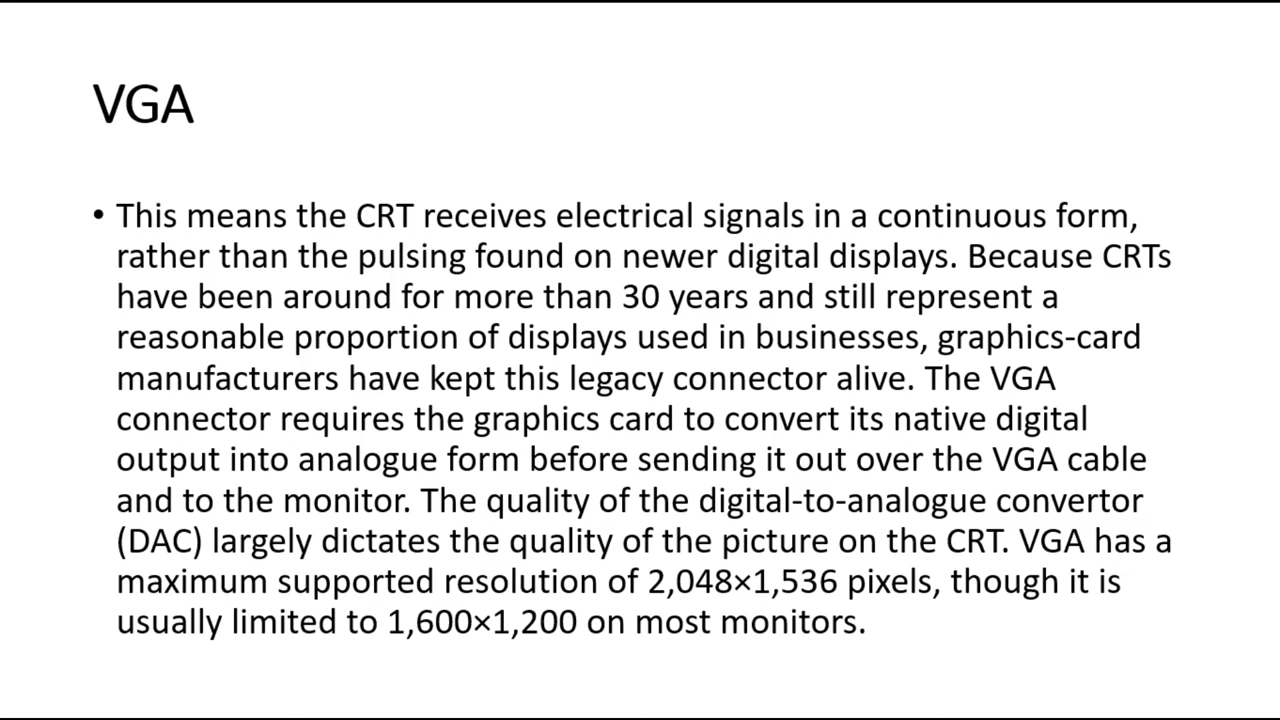 VGA
• This means the CRT receives electrical signals in a continuous form,
rather than the pulsing found on newer digital displays. Because CRTs
have been around for more than 30 years and still represent a
reasonable proportion of displays used in businesses, graphics-card
manufacturers have kept this legacy connector alive. The VGA
connector requires the graphics card to convert its native digital
output into analogue form before sending it out over the VGA cable
and to the monitor. The quality of the digital-to-analogue convertor
(DAC) largely dictates the quality of the picture on the CRT. VGA has a
maximum supported resolution of 2,048×1,536 pixels, though it is
usually limited to 1,600×1,200 on most monitors.